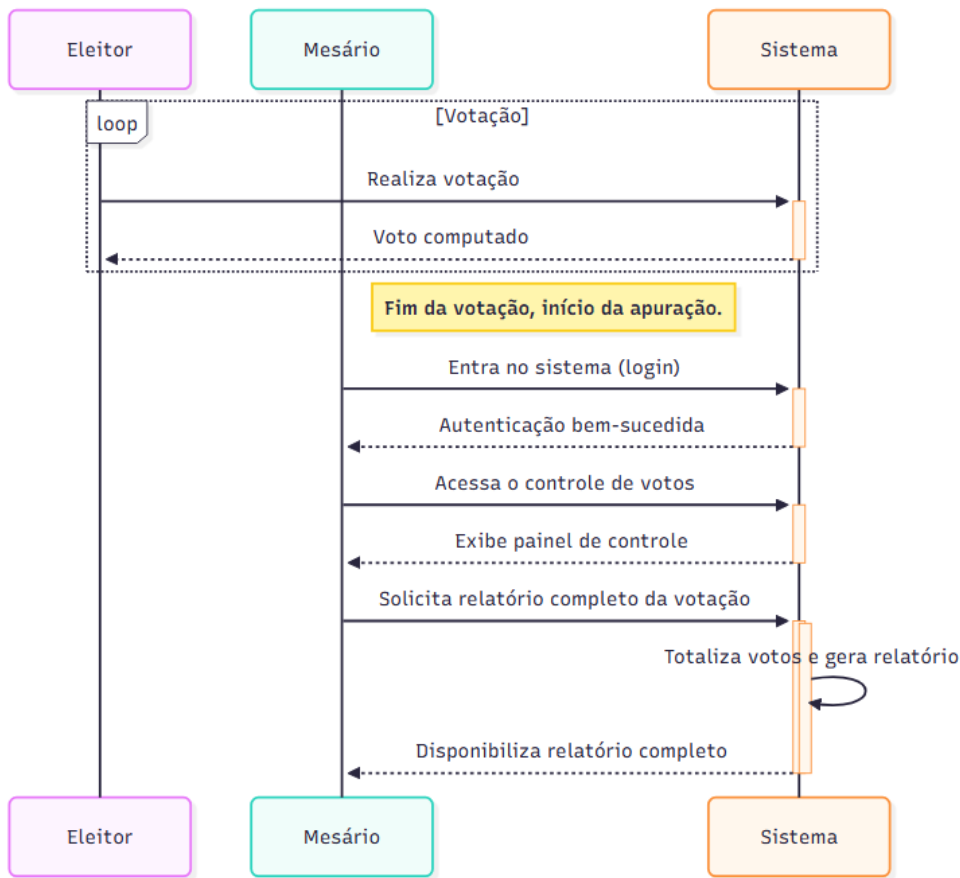 Eleitor
Mesário
Sistema
loop
[Votação]
Realiza votação
Voto computado
Fim da votação, início da apuração.
Entra no sistema (login)
Autenticação bem-sucedida
Acessa o controle de votos
Exibe painel de controle
Solicita relatório completo da votação
Totaliza votos e gera relatório
Disponibiliza relatório completo
Eleitor
Mesário
Sistema